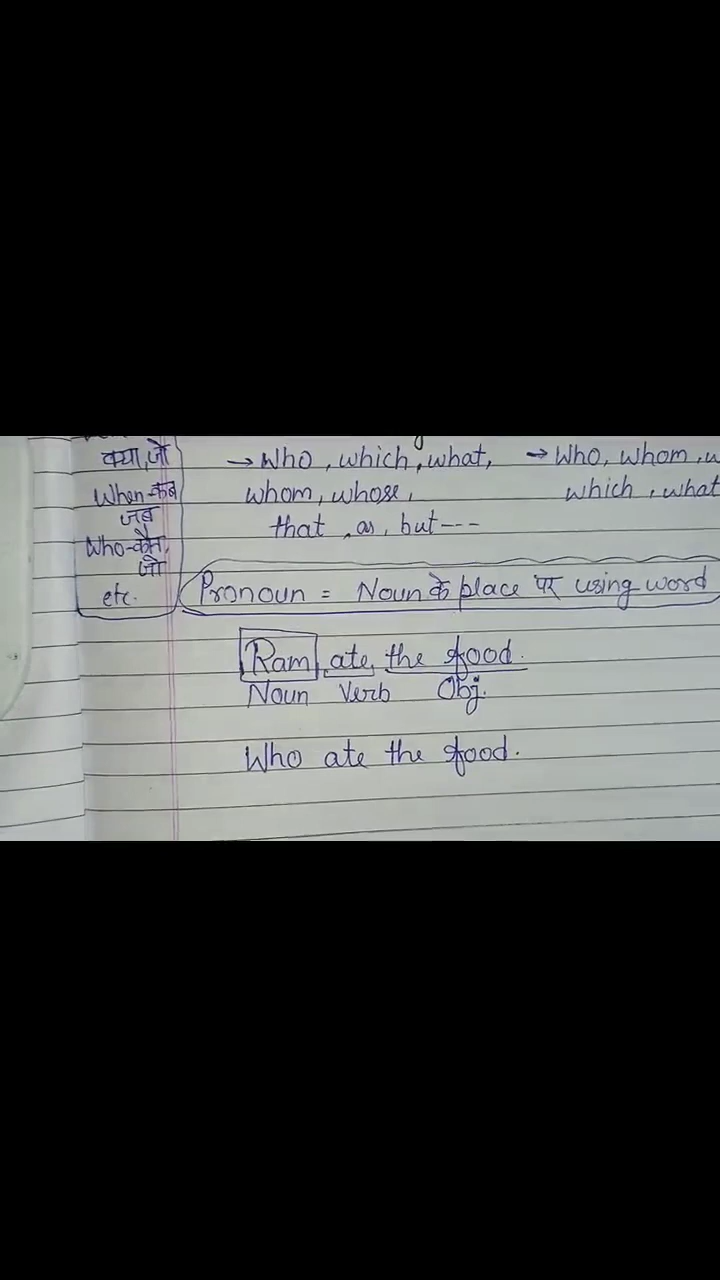 क्या, जो
When-कब
जब
Who-कौन,
जो
etc.
→ Who, which, what,
whom, whose,
that, as, but---
→ Who, whom,
which, what
Pronoun = Noun के place पर using word
Ram ate the food.
Noun Verb Obj.
Who ate the food.